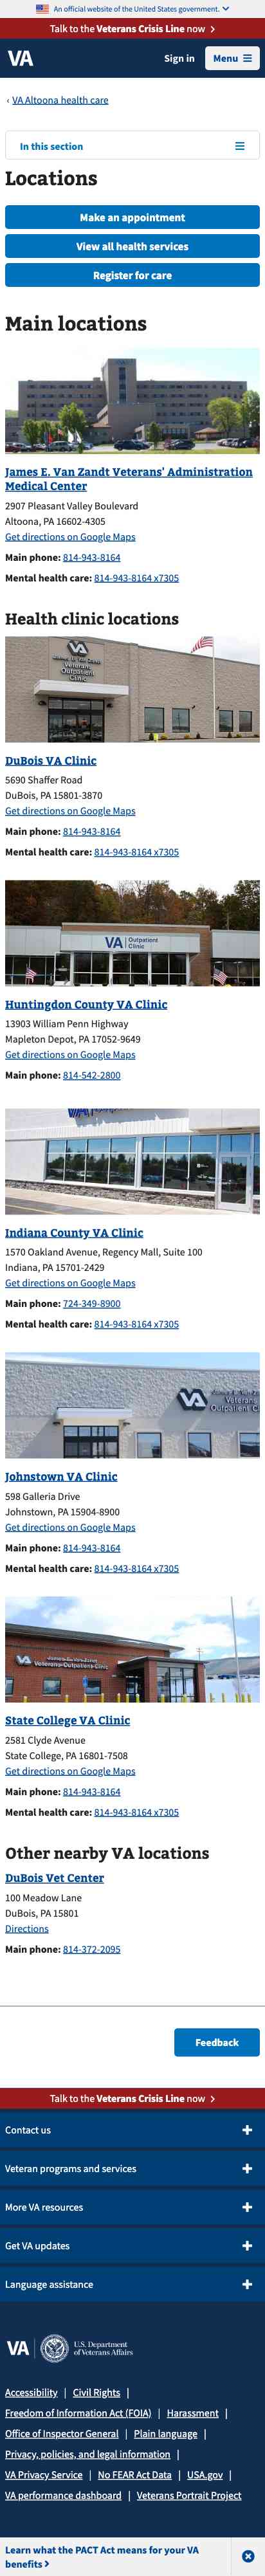 An official website of the United States government.
Talk to the Veterans Crisis Line now
VA
Sign in
Menu
‹ VA Altoona health care
In this section
Locations
Make an appointment
View all health services
Register for care
Main locations
James E. Van Zandt Veterans' Administration
Medical Center
2907 Pleasant Valley Boulevard
Altoona, PA 16602-4305
Get directions on Google Maps
Main phone: 814-943-8164
Mental health care: 814-943-8164 x7305
Health clinic locations
Veterans
Outpatient
Clinic
DuBois VA Clinic
5690 Shaffer Road
DuBois, PA 15801-3870
Get directions on Google Maps
Main phone: 814-943-8164
Mental health care: 814-943-8164 x7305
VA Outpatient
Clinic
Huntingdon County VA Clinic
13903 William Penn Highway
Mapleton Depot, PA 17052-9649
Get directions on Google Maps
Main phone: 814-542-2800
Indiana County VA Clinic
1570 Oakland Avenue, Regency Mall, Suite 100
Indiana, PA 15701-2429
Get directions on Google Maps
Main phone: 724-349-8900
Mental health care: 814-943-8164 x7305
VA
Veterans
Outpatient
Johnstown VA Clinic
598 Galleria Drive
Johnstown, PA 15904-8900
Get directions on Google Maps
Main phone: 814-943-8164
Mental health care: 814-943-8164 x7305
Veterans Outpatient Clinic
State College VA Clinic
2581 Clyde Avenue
State College, PA 16801-7508
Get directions on Google Maps
Main phone: 814-943-8164
Mental health care: 814-943-8164 x7305
Other nearby VA locations
DuBois Vet Center
100 Meadow Lane
DuBois, PA 15801
Directions
Main phone: 814-372-2095
Feedback
Talk to the Veterans Crisis Line now
Contact us
Veteran programs and services
More VA resources
Get VA updates
Language assistance
VA
U.S. Department
of Veterans Affairs
Accessibility | Civil Rights |
Freedom of Information Act (FOIA) | Harassment |
Office of Inspector General | Plain language |
Privacy, policies, and legal information |
VA Privacy Service | No FEAR Act Data | USA.gov |
VA performance dashboard | Veterans Portrait Project
Learn what the PACT Act means for your VA
benefits